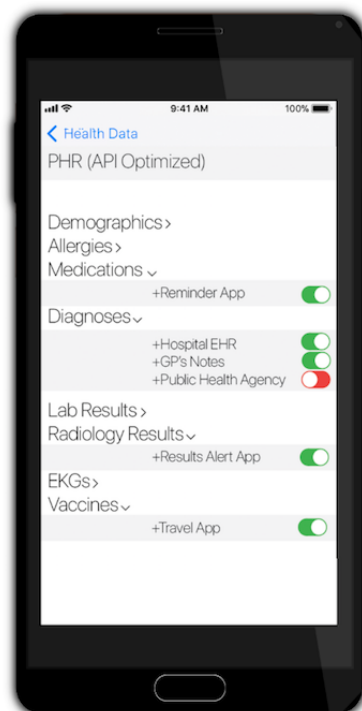 9:41 AM
100%
Health Data
PHR (API Optimized)
Demographics>
Allergies>
Medications
+Reminder App
Diagnoses
+Hospital EHR
+GP's Notes
+Public Health Agency
Lab Results >
Radiology Results
+Results Alert App
EKGs>
Vaccines
+Travel App